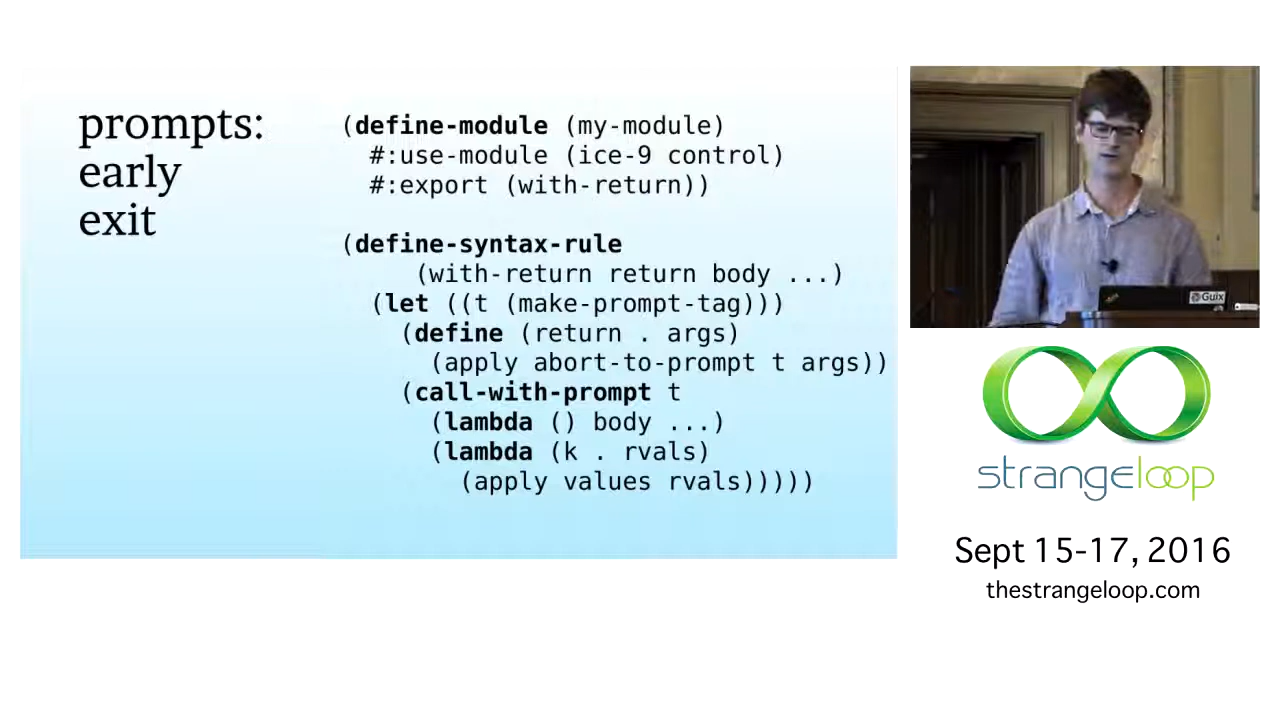 prompts:
early
exit
(define-module (my-module)
  #:use-module (ice-9 control)
  #:export (with-return))
(define-syntax-rule
     (with-return return body ...)
  (let ((t (make-prompt-tag)))
    (define (return . args)
      (apply abort-to-prompt t args))
    (call-with-prompt t
      (lambda () body ...)
      (lambda (k . rvals)
        (apply values rvals)))))
Guix
strangeloop
Sept 15-17, 2016
thestrangeloop.com